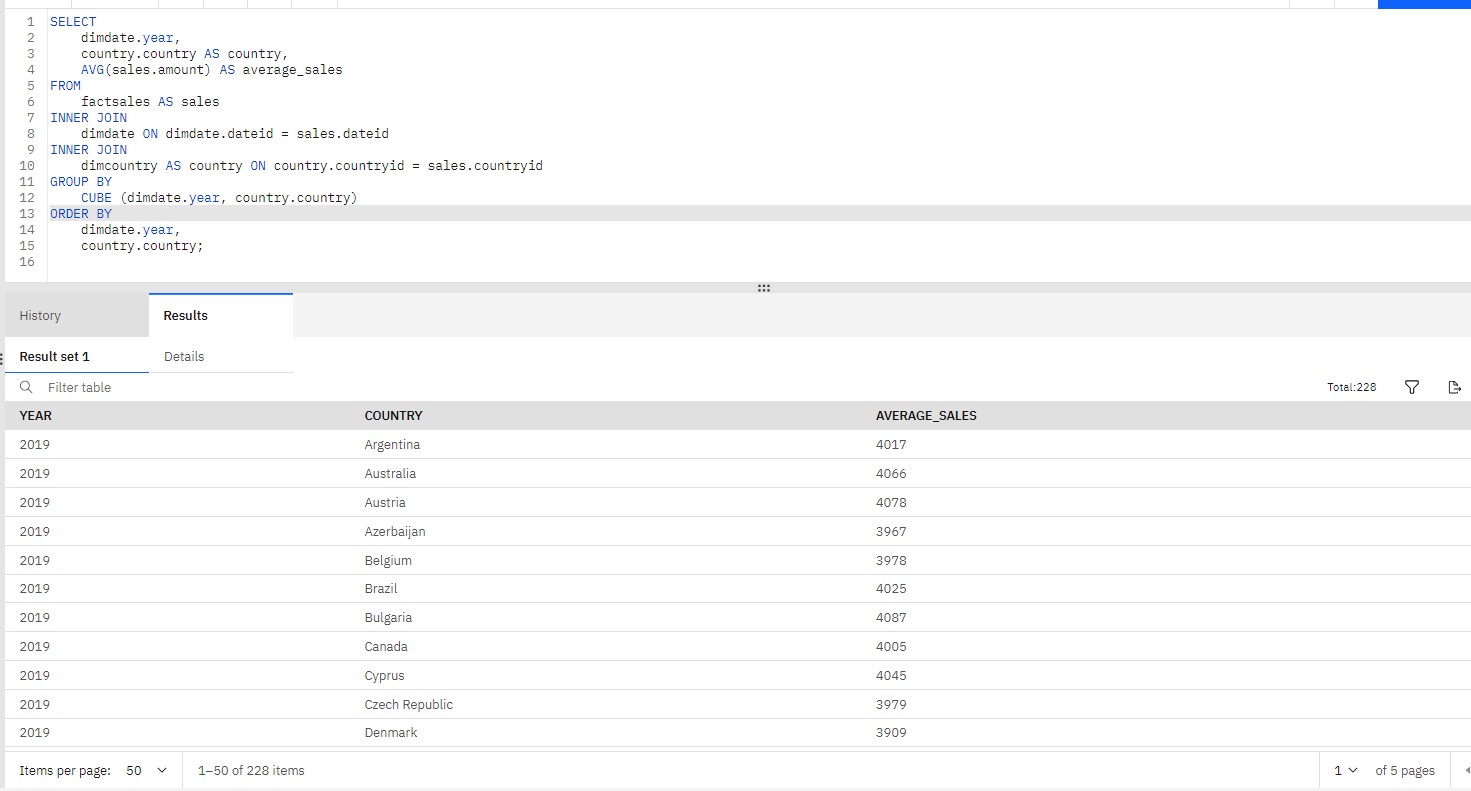 1 SELECT
2 dimdate.year,
3 country.country AS country,
4 AVG(sales.amount) AS average_sales
5 FROM
6 factsales AS sales
7 INNER JOIN
8 dimdate ON dimdate.dateid = sales.dateid
9 INNER JOIN
10 dimcountry AS country ON country.countryid = sales.countryid
11 GROUP BY
12 CUBE (dimdate.year, country.country)
13 ORDER BY
14 dimdate.year,
15 country.country;
16
History Results
Result set 1 Details
Filter table Total:228
YEAR COUNTRY AVERAGE_SALES
2019 Argentina 4017
2019 Australia 4066
2019 Austria 4078
2019 Azerbaijan 3967
2019 Belgium 3978
2019 Brazil 4025
2019 Bulgaria 4087
2019 Canada 4005
2019 Cyprus 4045
2019 Czech Republic 3979
2019 Denmark 3909
Items per page: 50 1–50 of 228 items 1 of 5 pages